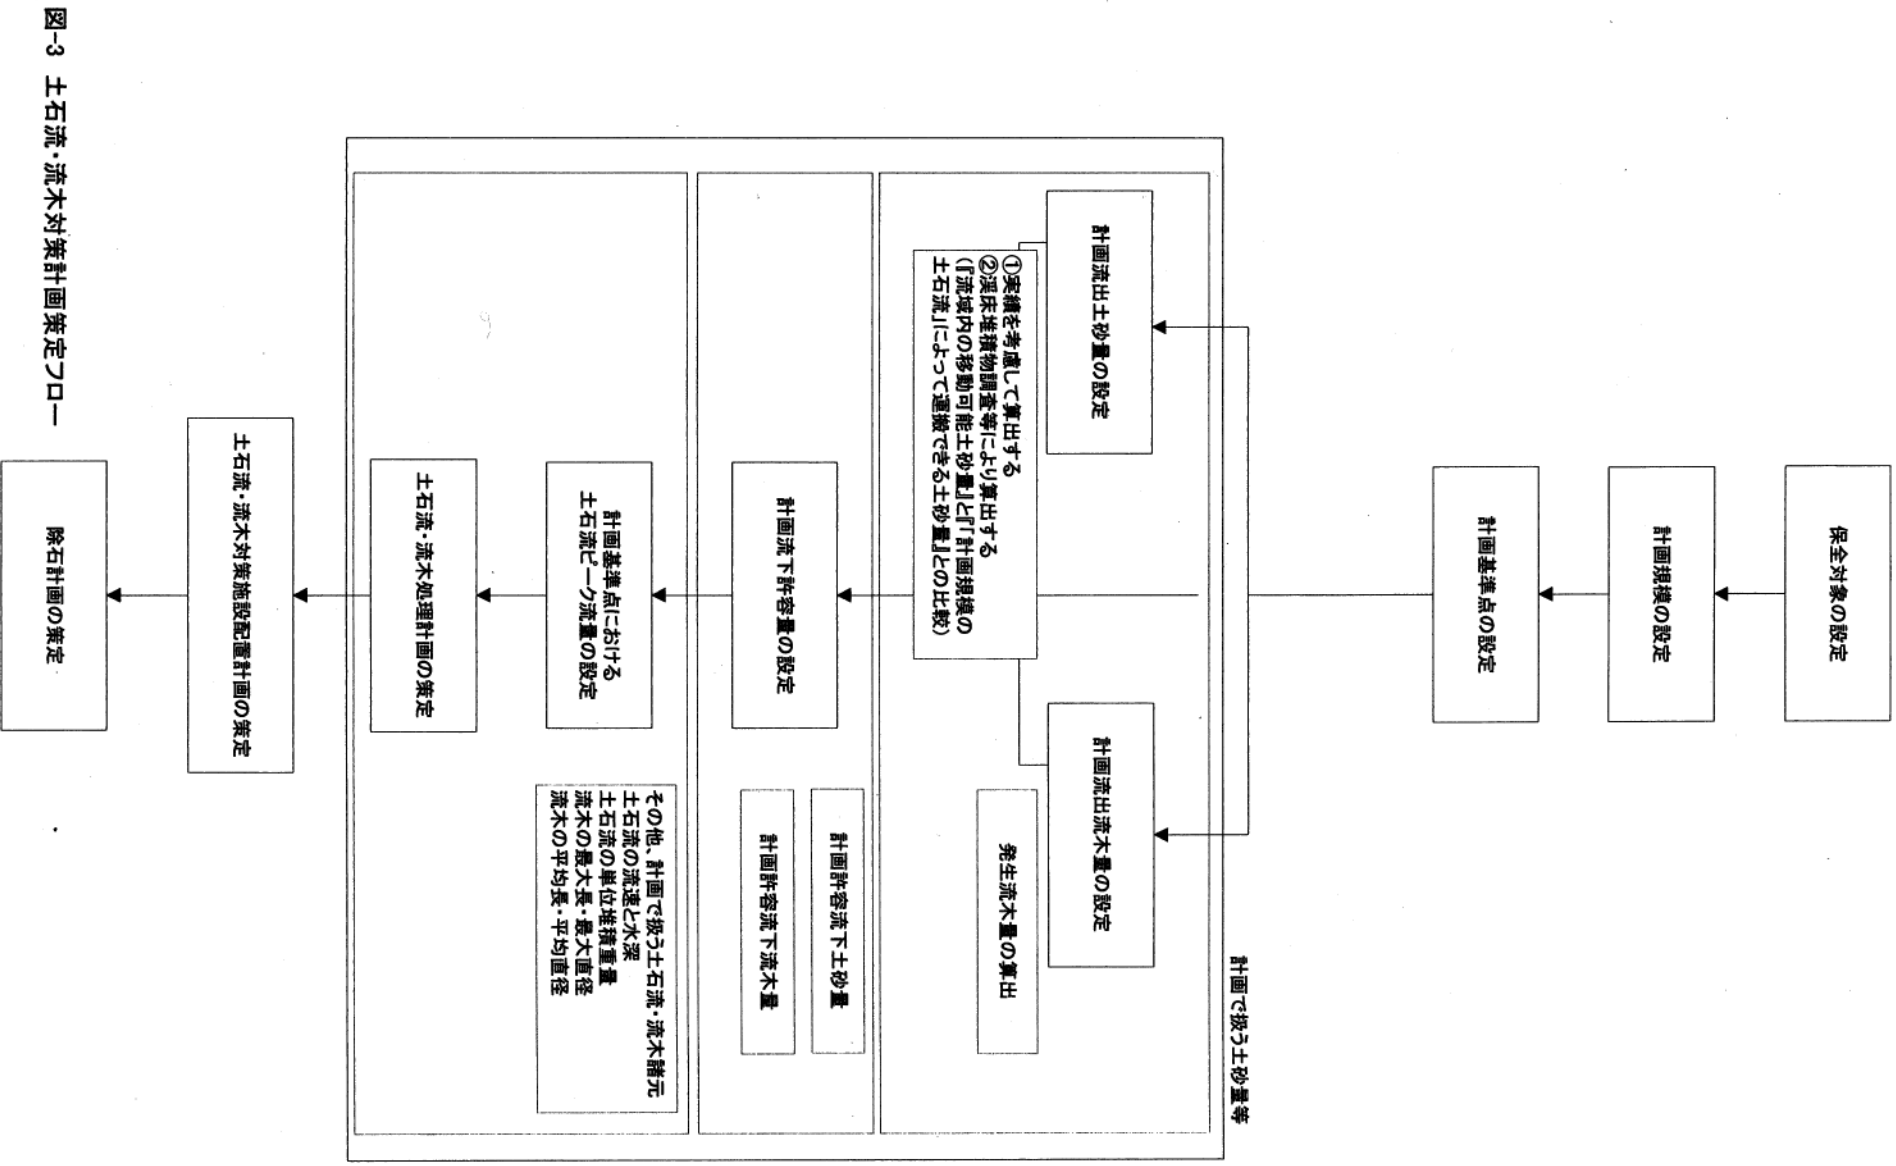 保全対象の設定
計画規模の設定
計画基準点の設定
計画で扱う土砂量等
計画流出土砂量の設定
計画流出流木量の設定
①実績を考慮して算出する
②渓床堆積物調査等により算出する
(『流域内の移動可能土砂量』と『「計画規模の
土石流」によって運搬できる土砂量』との比較)
発生流木量の算出
計画流下許容量の設定
計画許容流下土砂量
計画許容流下流木量
計画基準点における
土石流ピーク流量の設定
その他、計画で扱う土石流・流木諸元
土石流の流速と水深
土石流の単位堆積重量
流木の最大長・最大直径
流木の平均長・平均直径
土石流・流木処理計画の策定
土石流・流木対策施設配置計画の策定
除石計画の策定
図-3 土石流・流木対策計画策定フロー